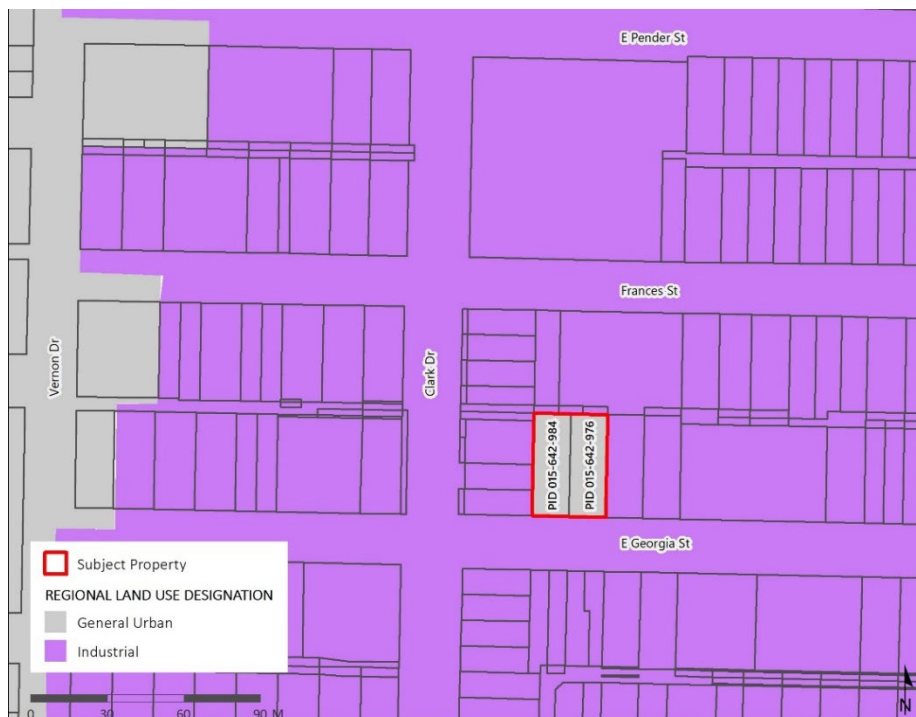 E Pender St
Frances St
Vernon Dr
Clark Dr
PID 015-642-984
PID 015-642-976
E Georgia St
Subject Property
REGIONAL LAND USE DESIGNATION
General Urban
Industrial
0 30 60 90 M
N